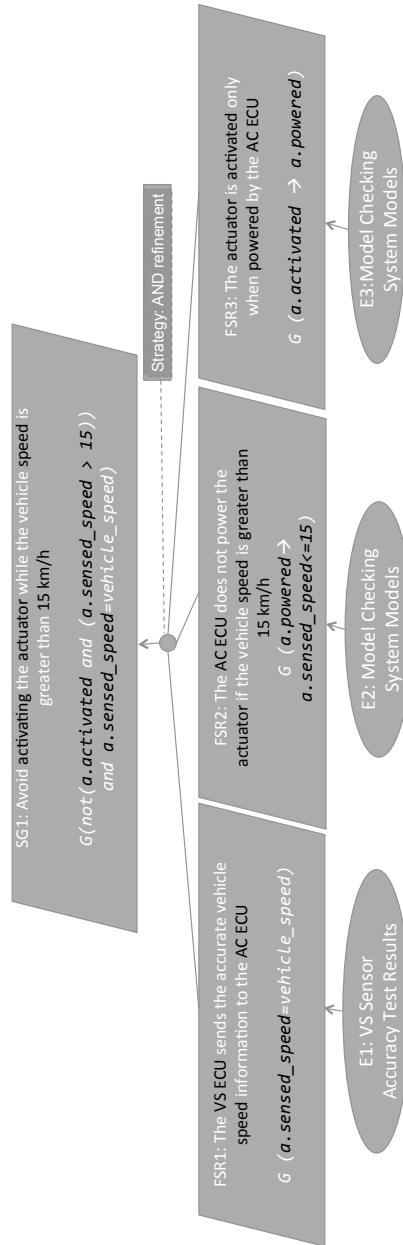 SG1: Avoid activating the actuator while the vehicle speed is
greater than 15 km/h
G(not(a.activated and (a.sensed_speed > 15))
and a.sensed_speed=vehicle_speed)
Strategy: AND refinement
FSR1: The VS ECU sends the accurate vehicle
speed information to the AC ECU
G (a.sensed_speed=vehicle_speed)
FSR2: The AC ECU does not power the
actuator if the vehicle speed is greater than
15 km/h
G (a.powered→
a.sensed_speed<=15)
FSR3: The actuator is activated only
when powered by the AC ECU
G (a.activated → a.powered)
E1: VS Sensor
Accuracy Test Results
E2: Model Checking
System Models
E3:Model Checking
System Models